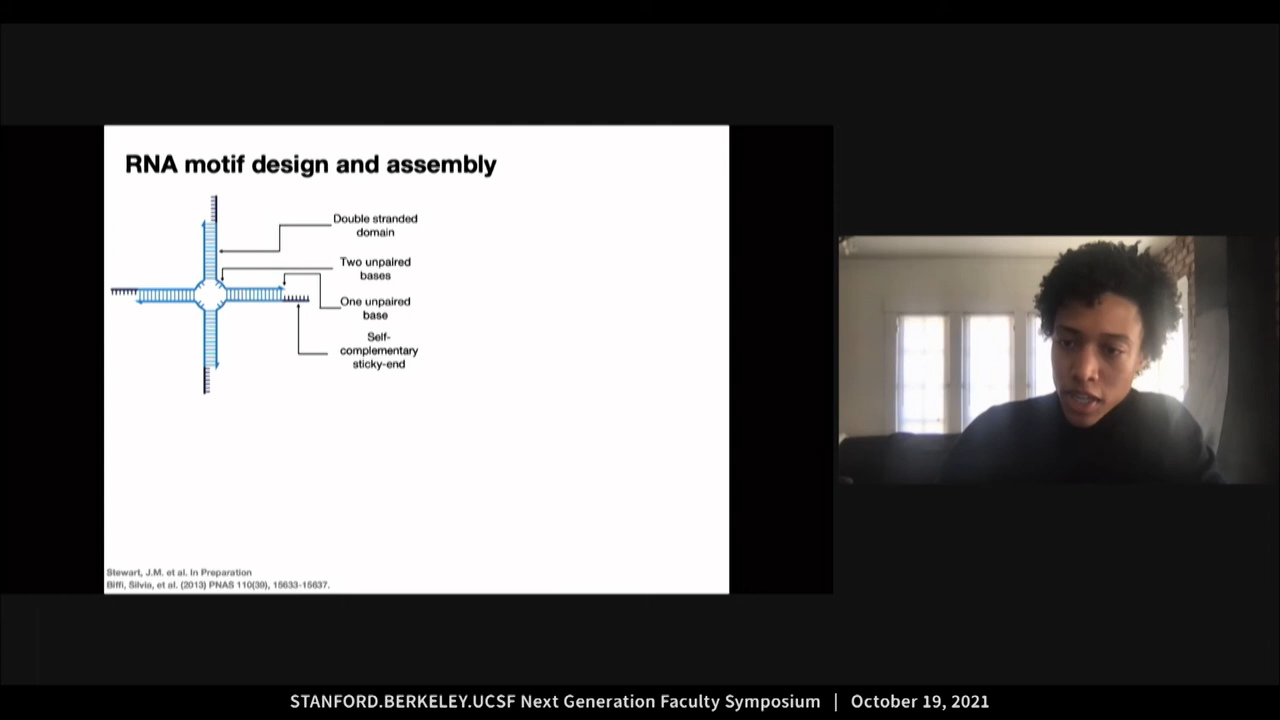 RNA motif design and assembly
Double stranded
domain
Two unpaired
bases
One unpaired
base
Self-
complementary
sticky-end
Stewart, J.M. et al. In Preparation
Biffi, Silvia, et al. (2013) PNAS 110(39), 15633-15637.
STANFORD.BERKELEY.UCSF Next Generation Faculty Symposium | October 19, 2021